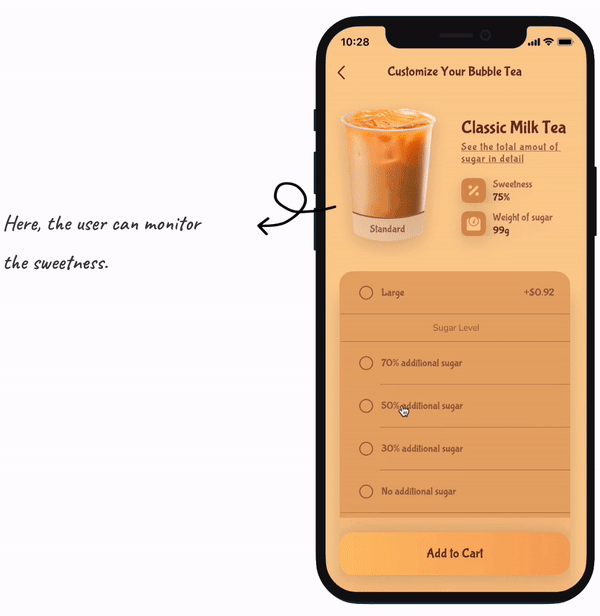 10:28
Customize Your Bubble Tea
Classic Milk Tea
See the total amout of
sugar in detail
Sweetness
75%
Weight of sugar
99g
Standard
Here, the user can monitor
the sweetness.
Large +$0.92
Sugar Level
70% additional sugar
50% additional sugar
30% additional sugar
No additional sugar
Add to Cart